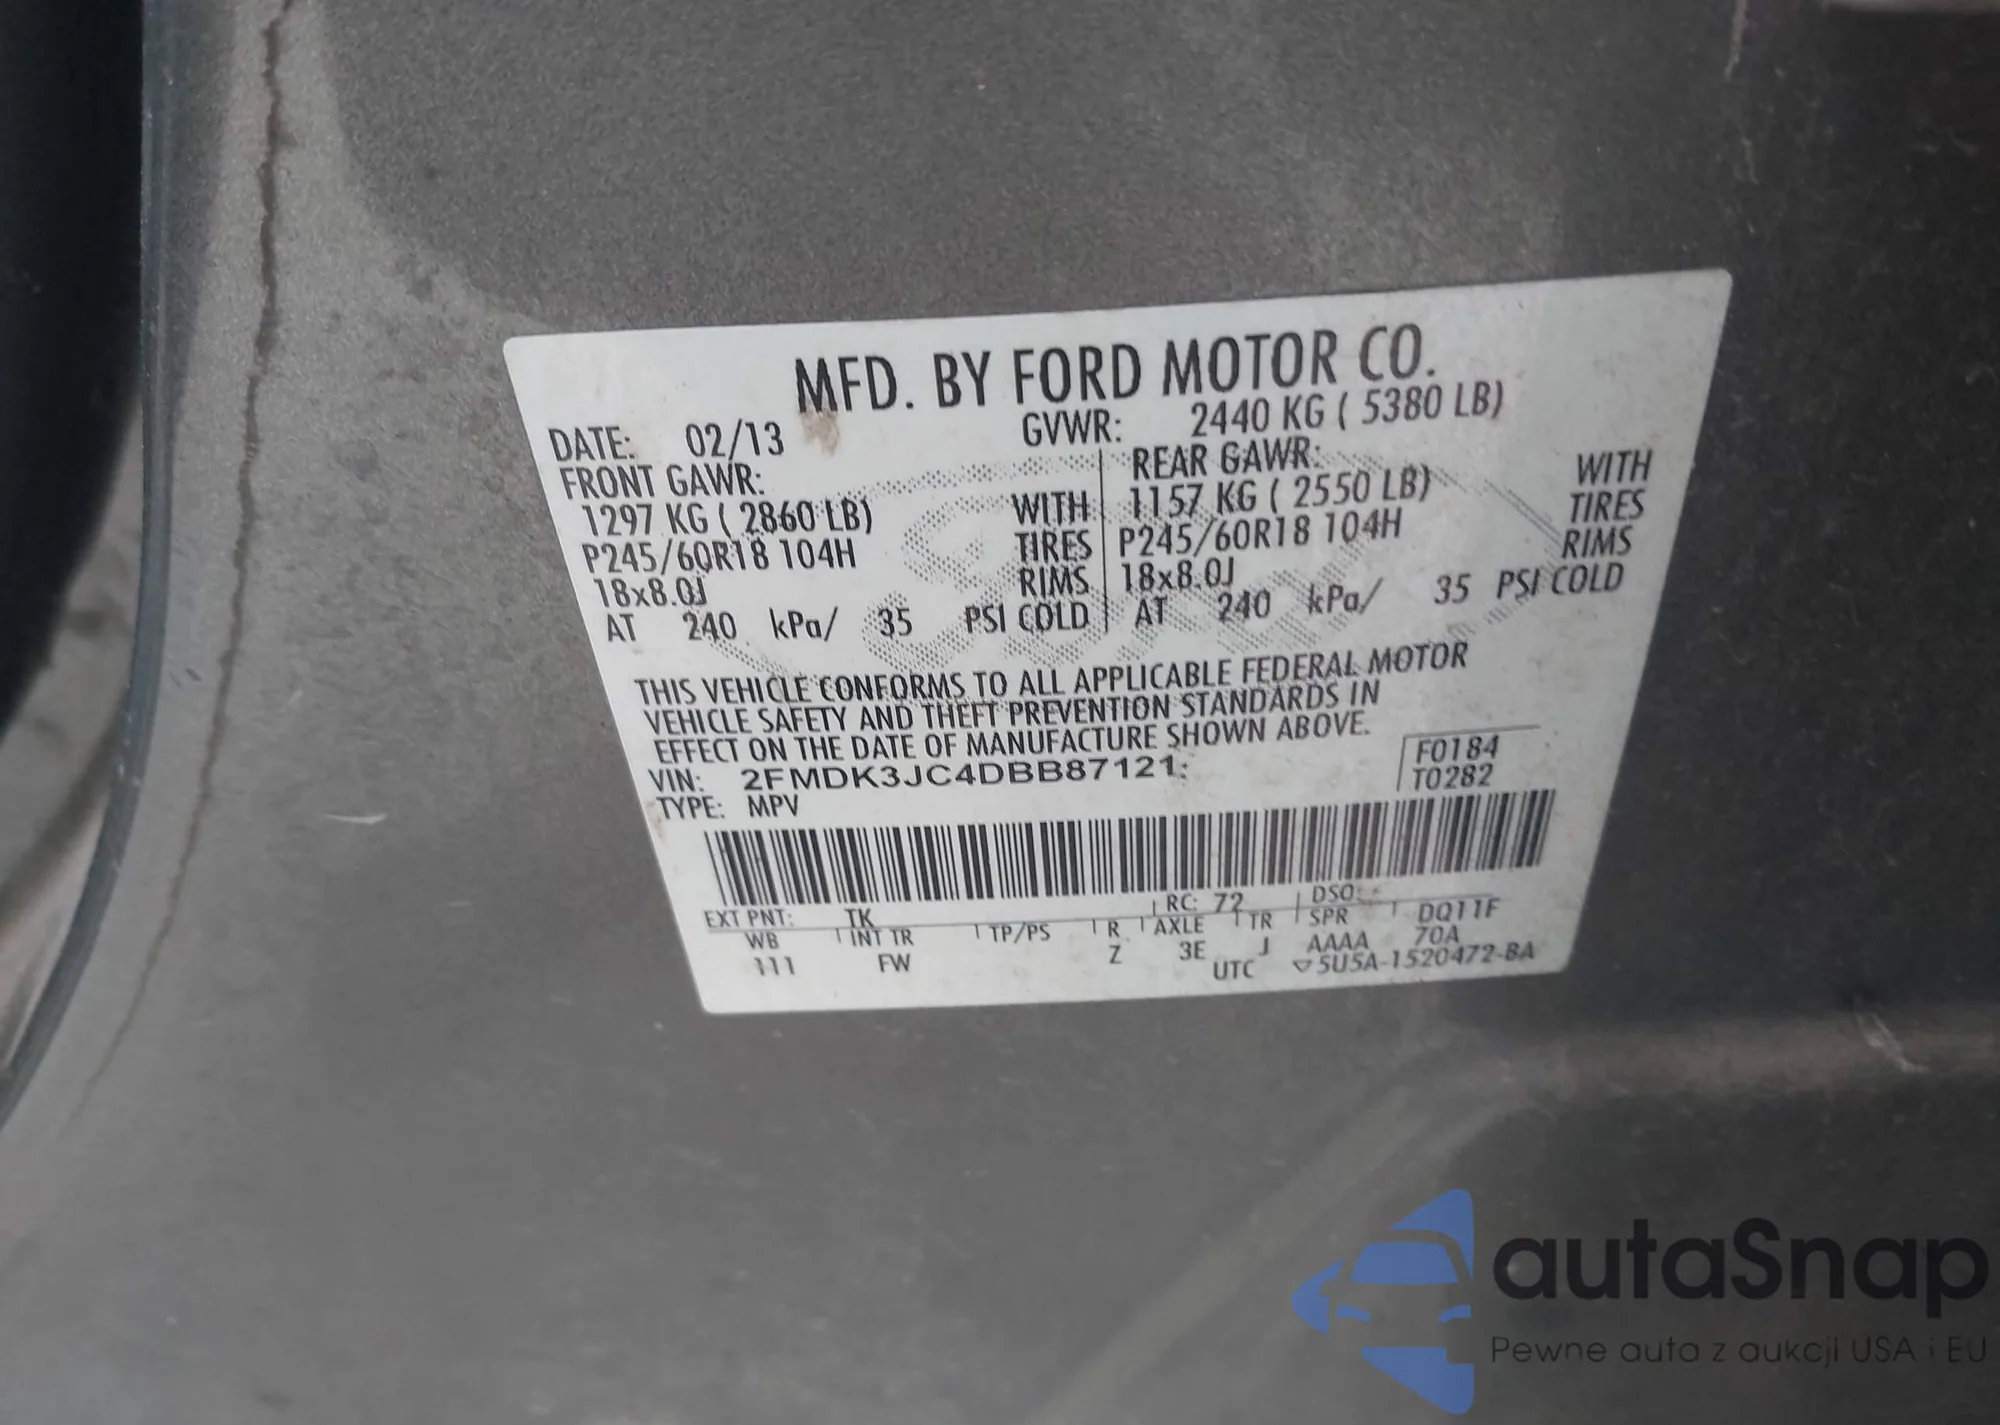 MFD. BY FORD MOTOR CO.
DATE: 02/13 GVWR: 2440 KG ( 5380 LB)
FRONT GAWR: REAR GAWR: WITH
1297 KG ( 2860 LB) WITH 1157 KG ( 2550 LB) TIRES
P245/60R18 104H TIRES P245/60R18 104H RIMS
18x8.0J RIMS 18x8.0J
AT 240 kPa/ 35 PSI COLD AT 240 kPa/ 35 PSI COLD
THIS VEHICLE CONFORMS TO ALL APPLICABLE FEDERAL MOTOR
VEHICLE SAFETY AND THEFT PREVENTION STANDARDS IN
EFFECT ON THE DATE OF MANUFACTURE SHOWN ABOVE.
VIN: 2FMDK3JC4DBB87121: F0184
TYPE: MPV T0282
EXT PNT: TK RC: 72 DSO:
WB INT TR TP/PS R AXLE TR SPR DQ11F
111 FW Z 3E J AAAA 70A
UTC ▽5U5A-1520472-BA
autaSnap
Pewne auta z aukcji USA i EU